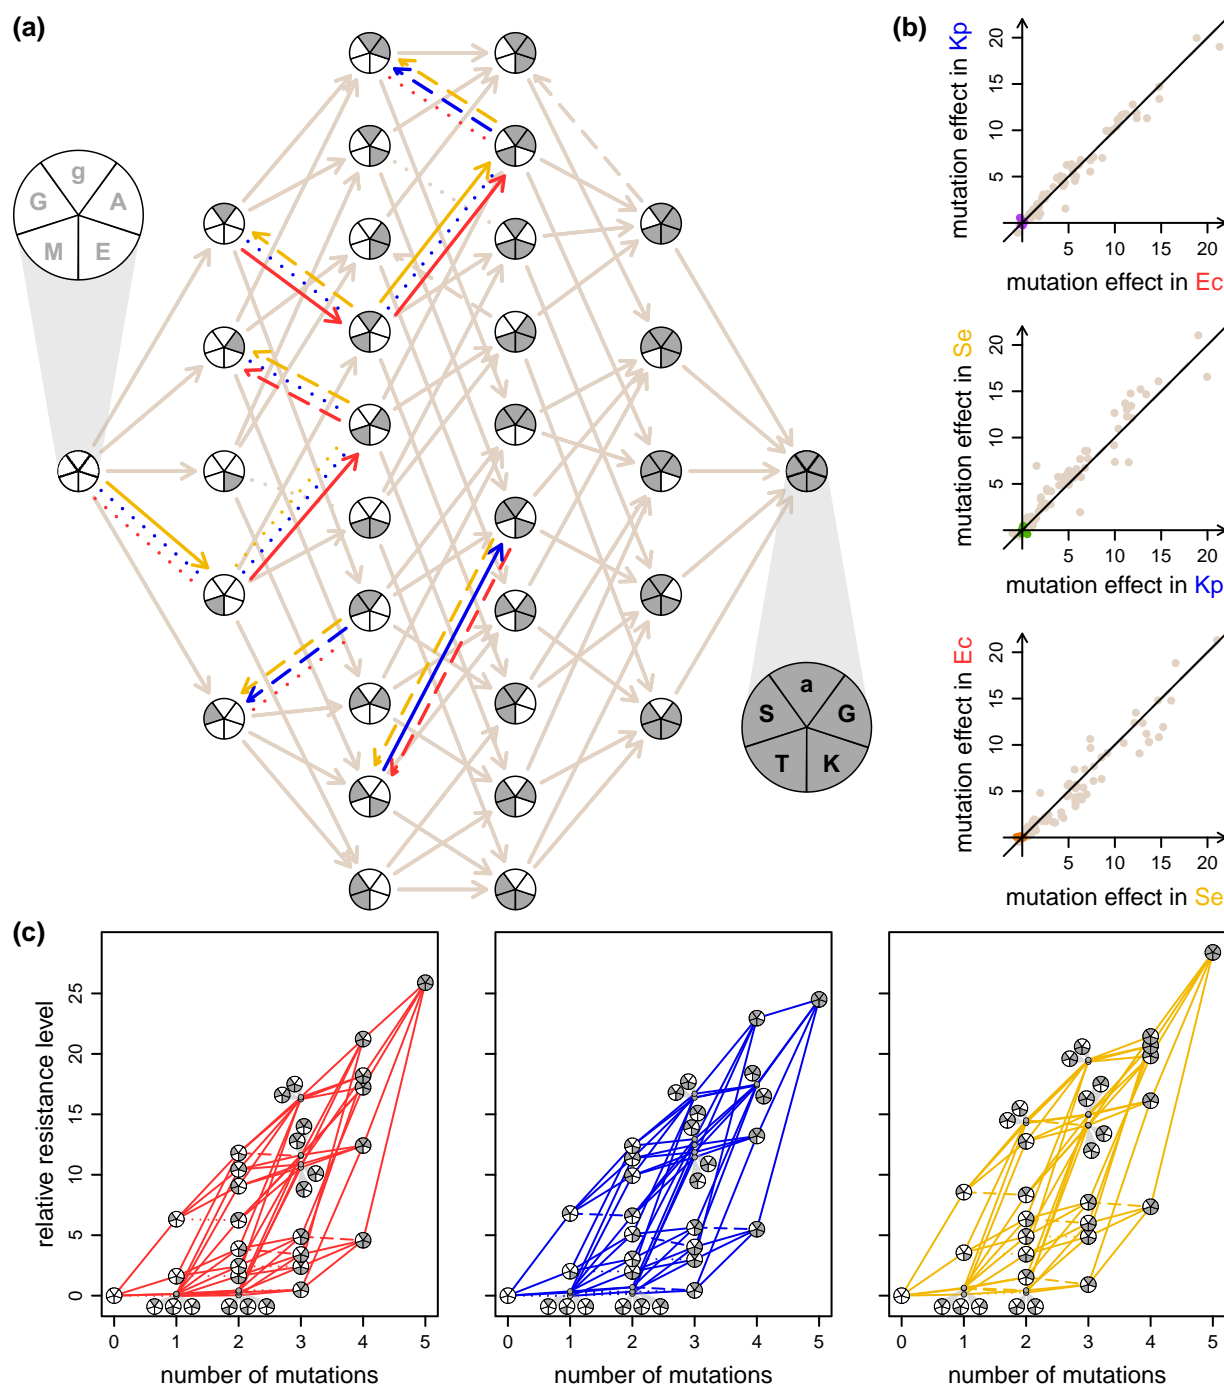 (a)
g
G
A
M
E
a
S
G
T
K
(b)
mutation effect in Kp
20
10
5
5
10
15
20
mutation effect in Ec
mutation effect in Se
20
15
10
5
5
10
15
20
mutation effect in Kp
mutation effect in Ec
20
15
10
5
5
10
15
20
mutation effect in Se
(c)
relative resistance level
25
20
15
10
5
0
0 1 2 3 4 5
number of mutations
0 1 2 3 4 5
number of mutations
0 1 2 3 4 5
number of mutations